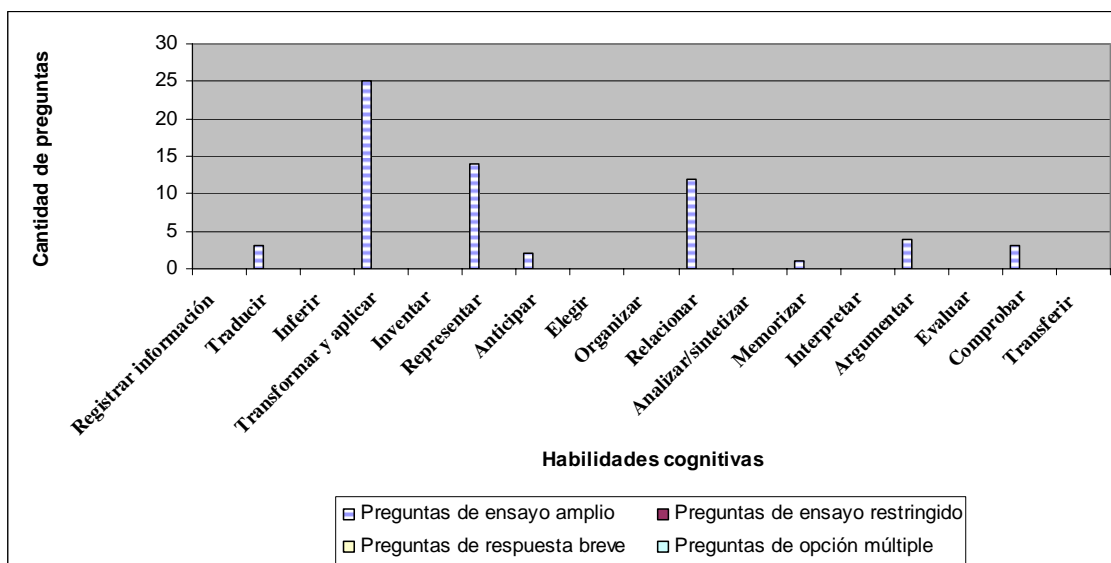 Cantidad de preguntas
30
25
20
15
10
5
0
Registrar información
Traducir
Inferir
Transformar y aplicar
Inventar
Representar
Anticipar
Elegir
Organizar
Relacionar
Analizar/sintetizar
Memorizar
Interpretar
Argumentar
Evaluar
Comprobar
Transferir
Habilidades cognitivas
Preguntas de ensayo amplio
Preguntas de ensayo restringido
Preguntas de respuesta breve
Preguntas de opción múltiple